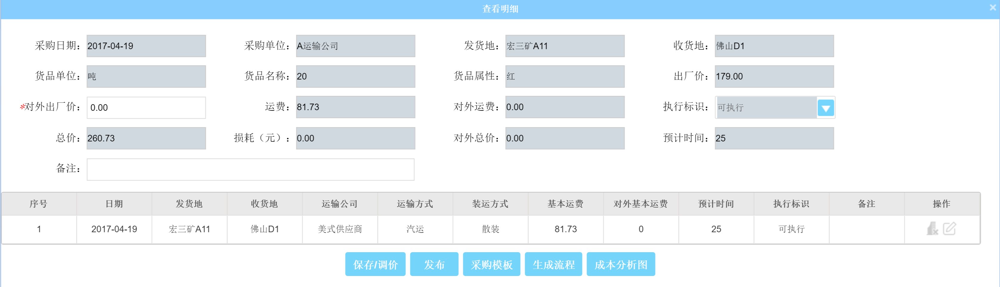 查看明细
采购日期：2017-04-19 采购单位：A运输公司 发货地：宏三矿A11 收货地：佛山D1
货品单位：吨 货品名称：20 货品属性：红 出厂价：179.00
*对外出厂价：0.00 运费：81.73 对外运费：0.00 执行标识：可执行
总价：260.73 损耗（元）：0.00 对外总价：0.00 预计时间：25
备注：
序号 日期 发货地 收货地 运输公司 运输方式 装运方式 基本运费 对外基本运费 预计时间 执行标识 备注 操作
1 2017-04-19 宏三矿A11 佛山D1 美式供应商 汽运 散装 81.73 0 25 可执行
保存/调价 发布 采购模板 生成流程 成本分析图